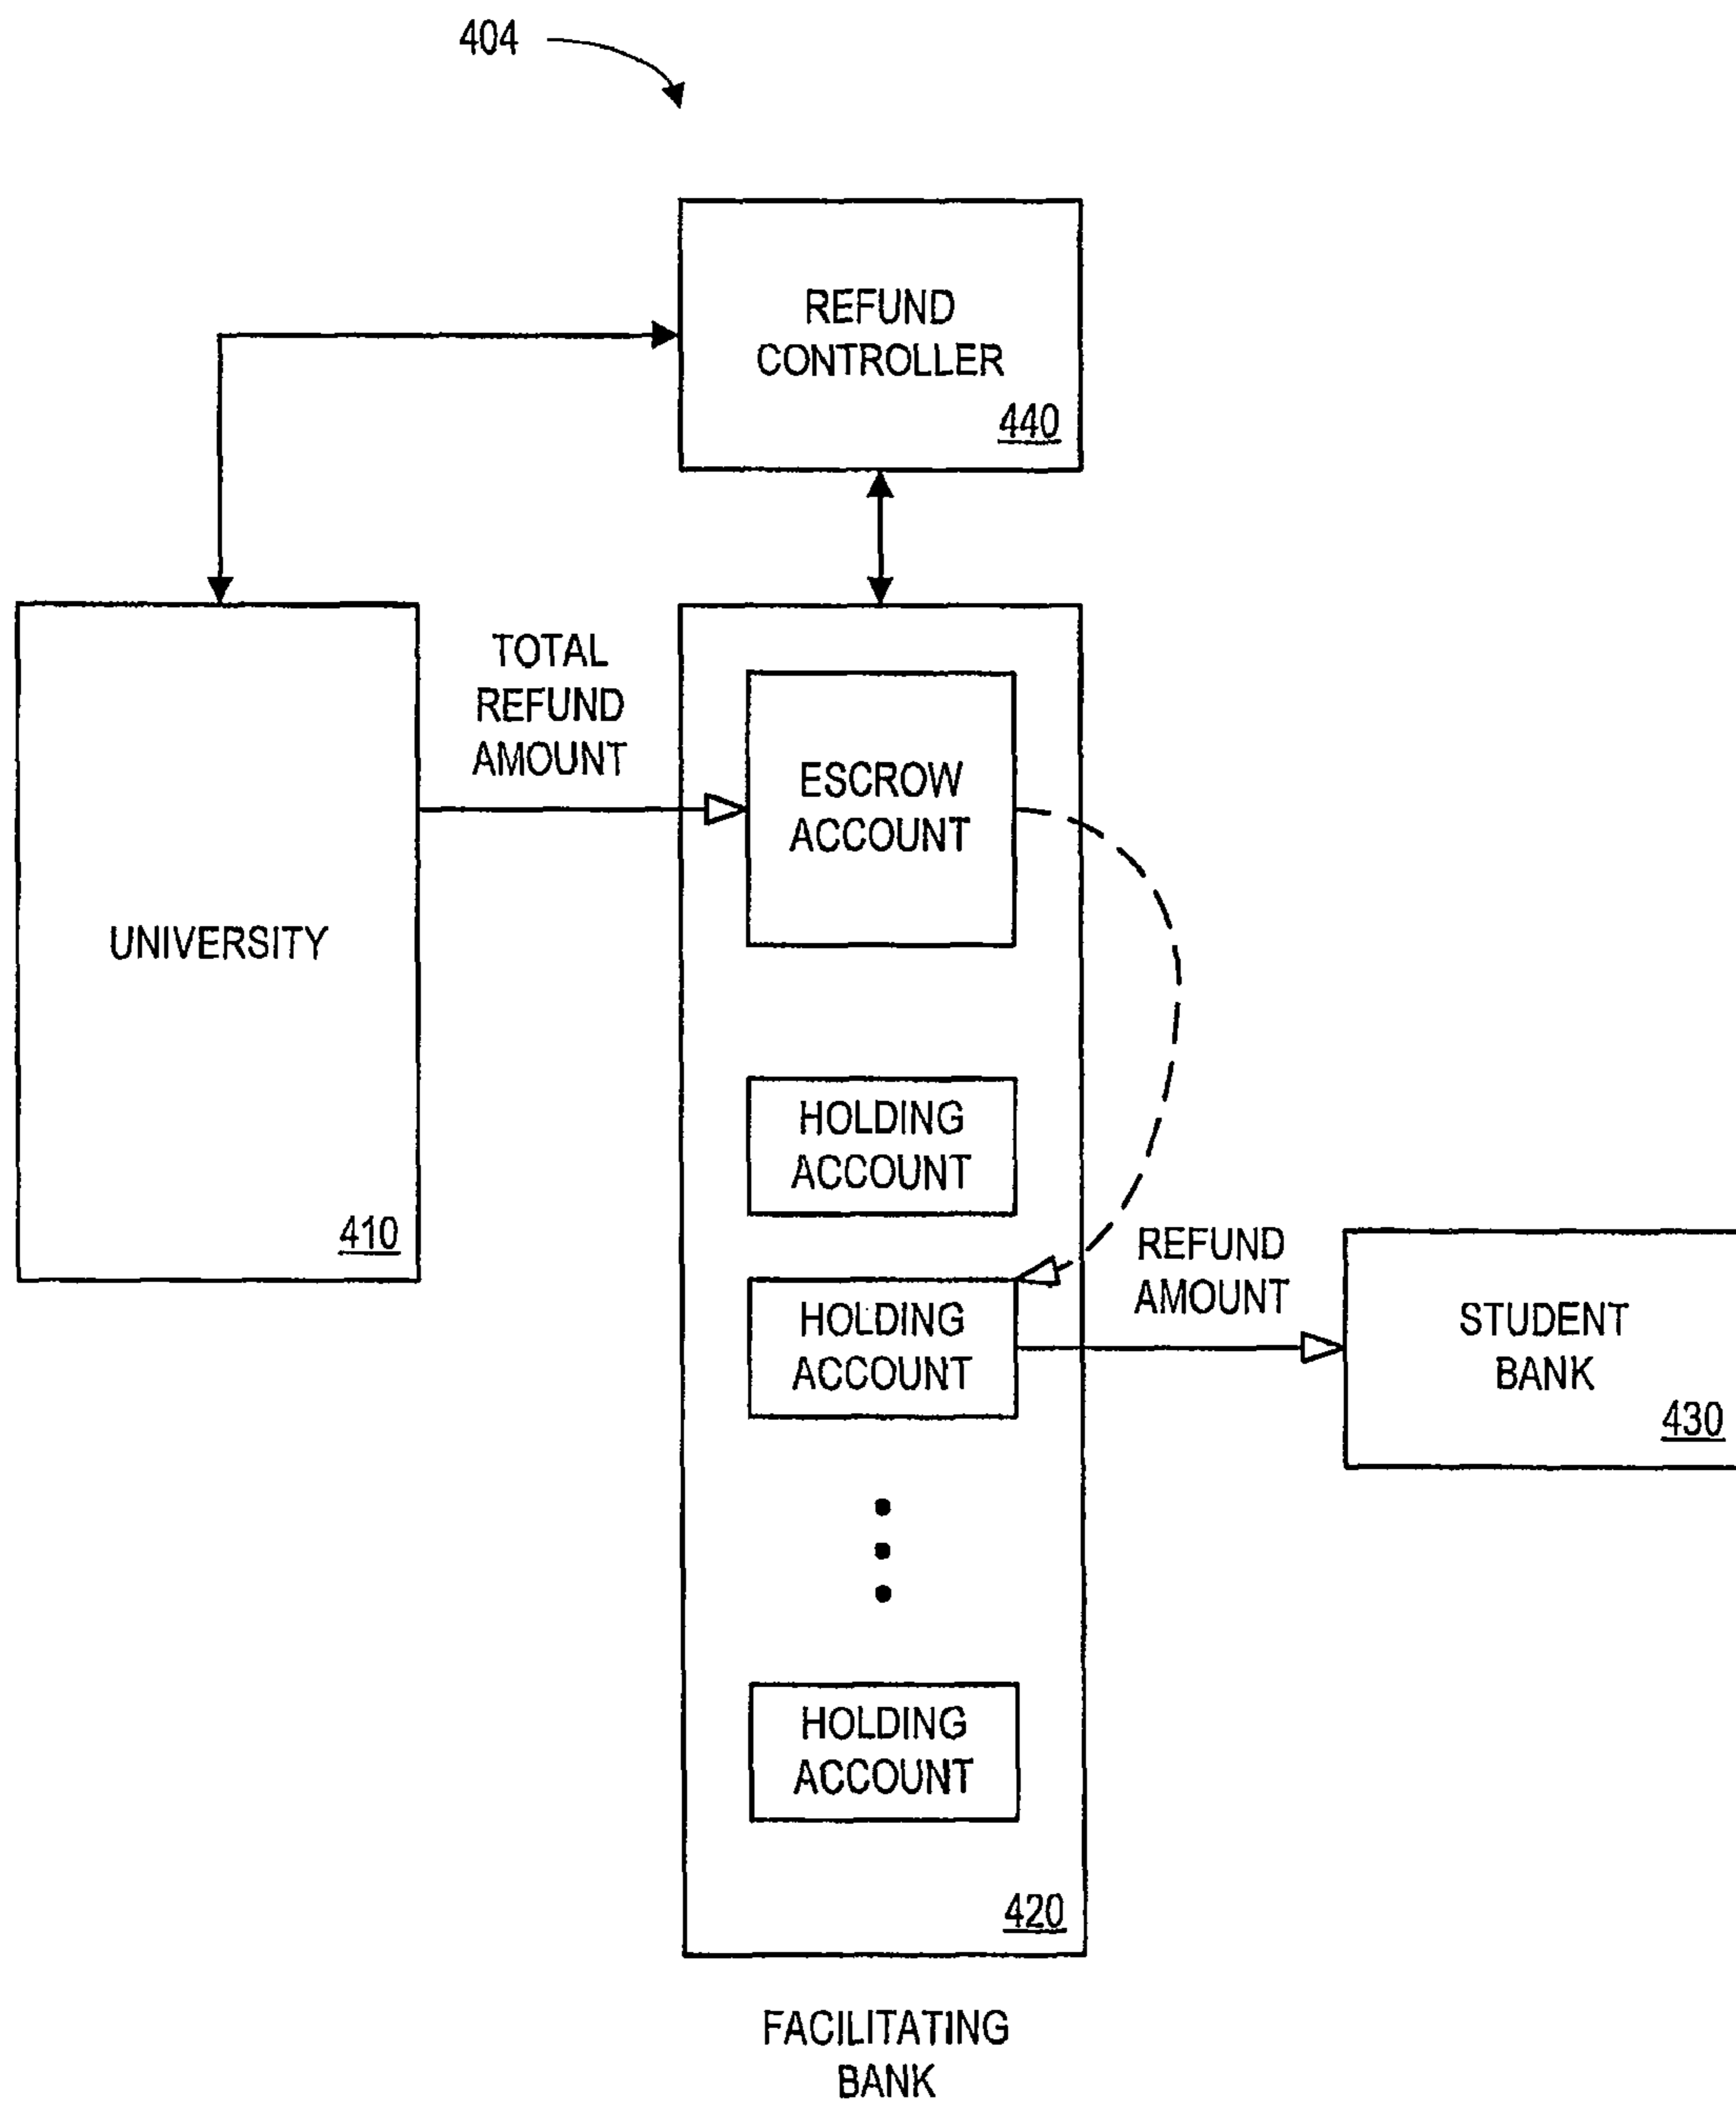 404
REFUND
CONTROLLER
440
TOTAL
REFUND
AMOUNT
ESCROW
ACCOUNT
UNIVERSITY
410
HOLDING
ACCOUNT
HOLDING
ACCOUNT
REFUND
AMOUNT
STUDENT
BANK
430
HOLDING
ACCOUNT
420
FACILITATING
BANK